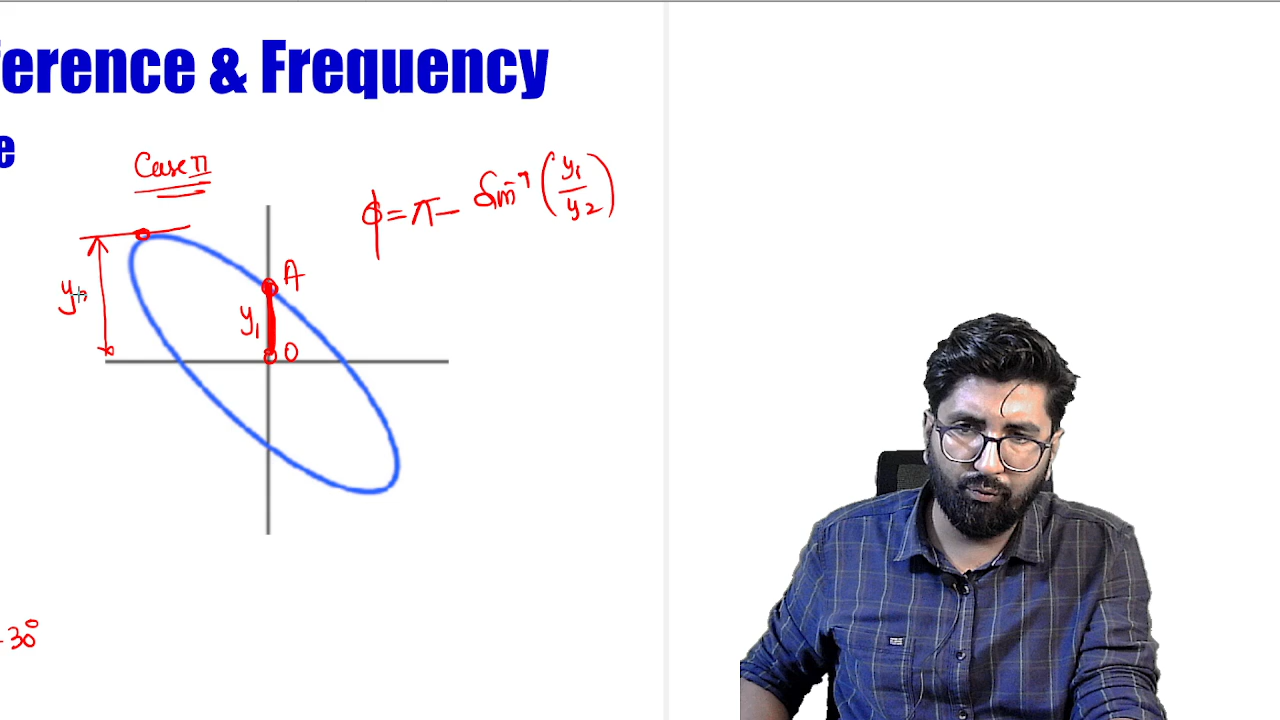 ference & Frequency
e
Case II
ϕ = π - Sin⁻¹ (y₁/y₂)
A
y₂
y₁
O
- 30°